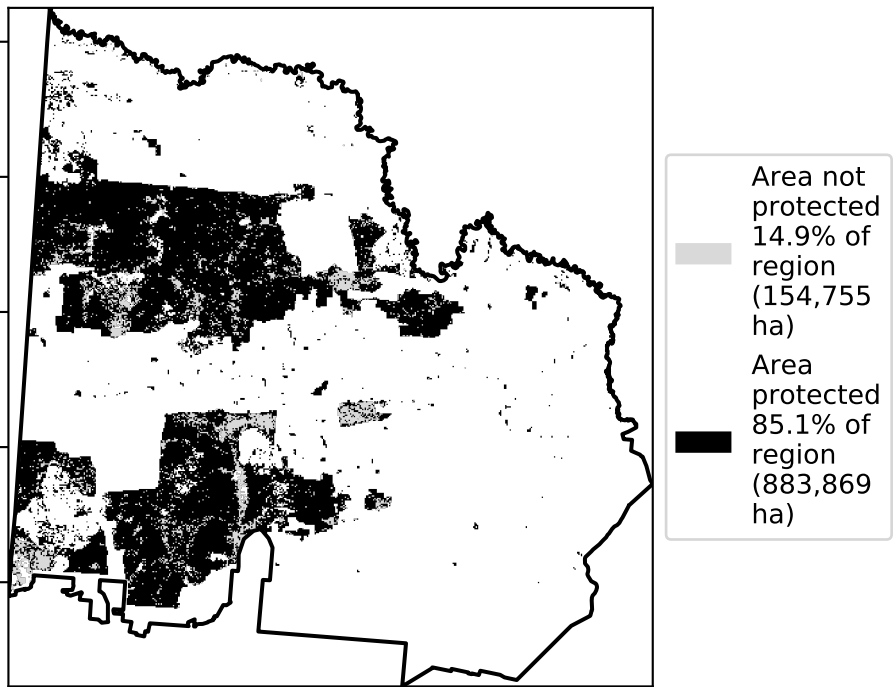 Area not
protected
14.9% of
region
(154,755
ha)
Area
protected
85.1% of
region
(883,869
ha)